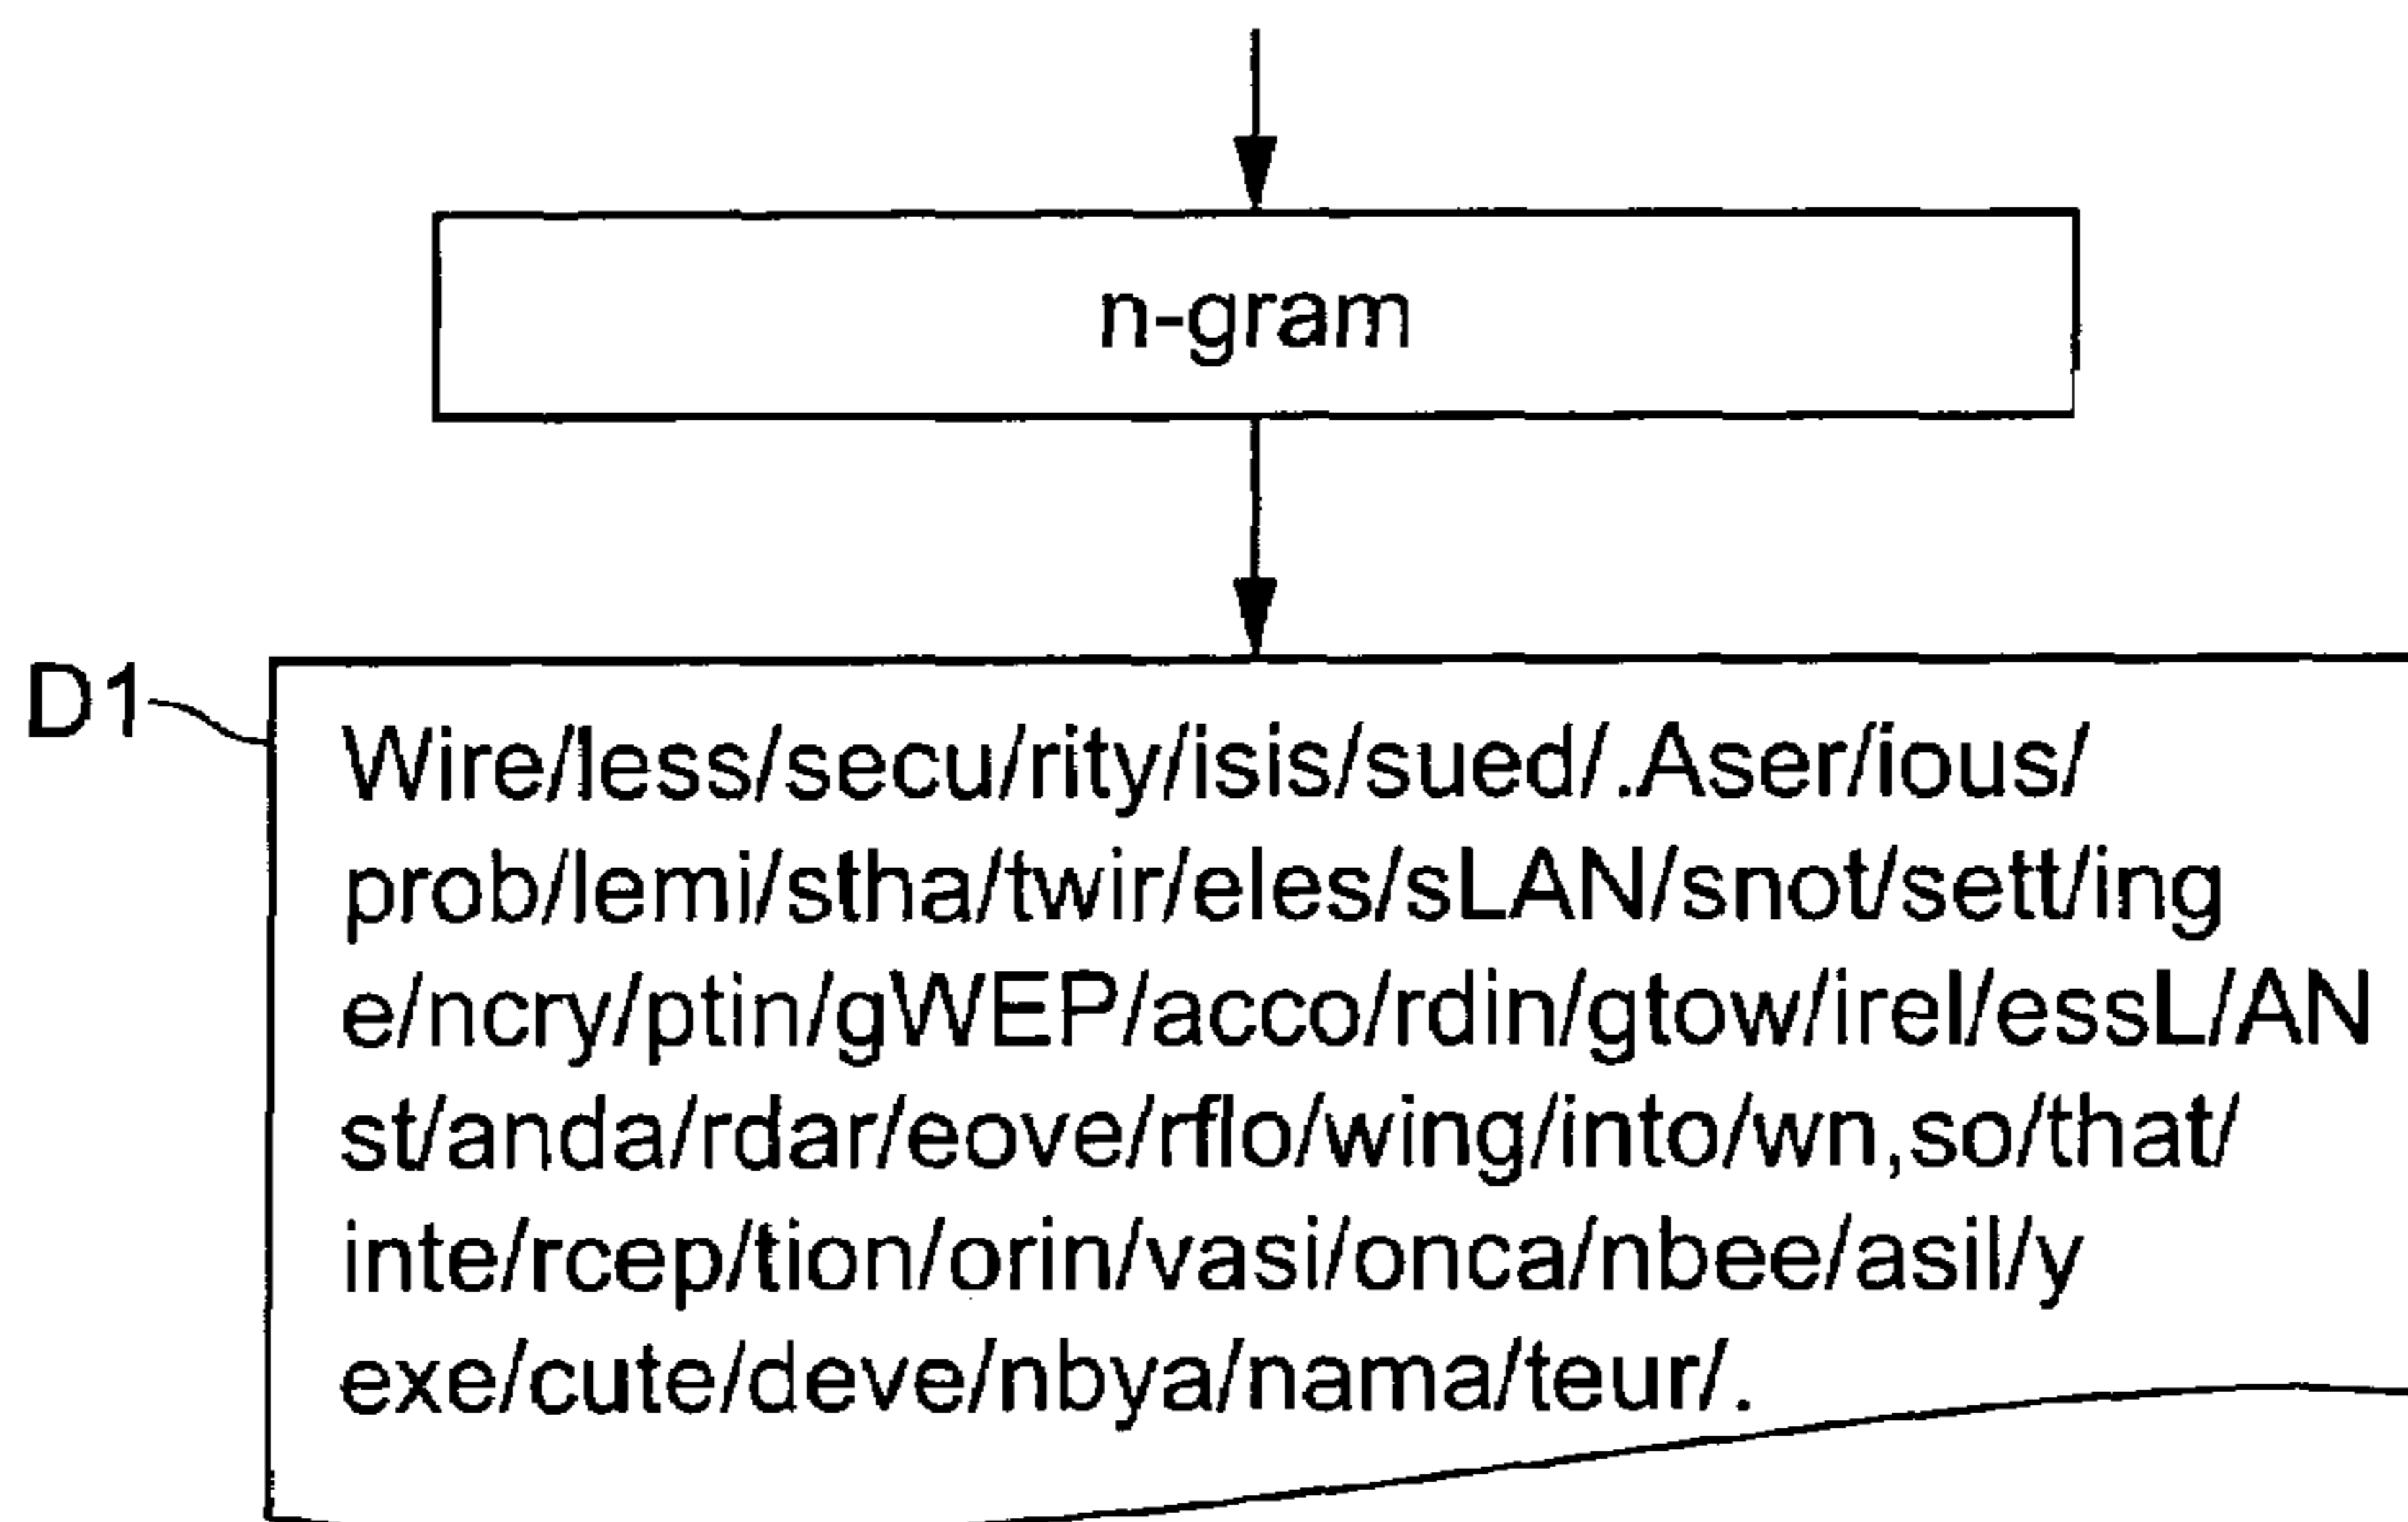 n-gram
D1
Wire/less/secu/rity/isis/sued/.Aser/ious/
prob/lemi/stha/twir/eles/sLAN/snot/sett/ing
e/ncry/ptin/gWEP/acco/rdin/gtow/irel/essL/AN
st/anda/rdar/eove/rflo/wing/into/wn,so/that/
inte/rcep/tion/orin/vasi/onca/nbee/asil/y
exe/cute/deve/nbya/nama/teur/.